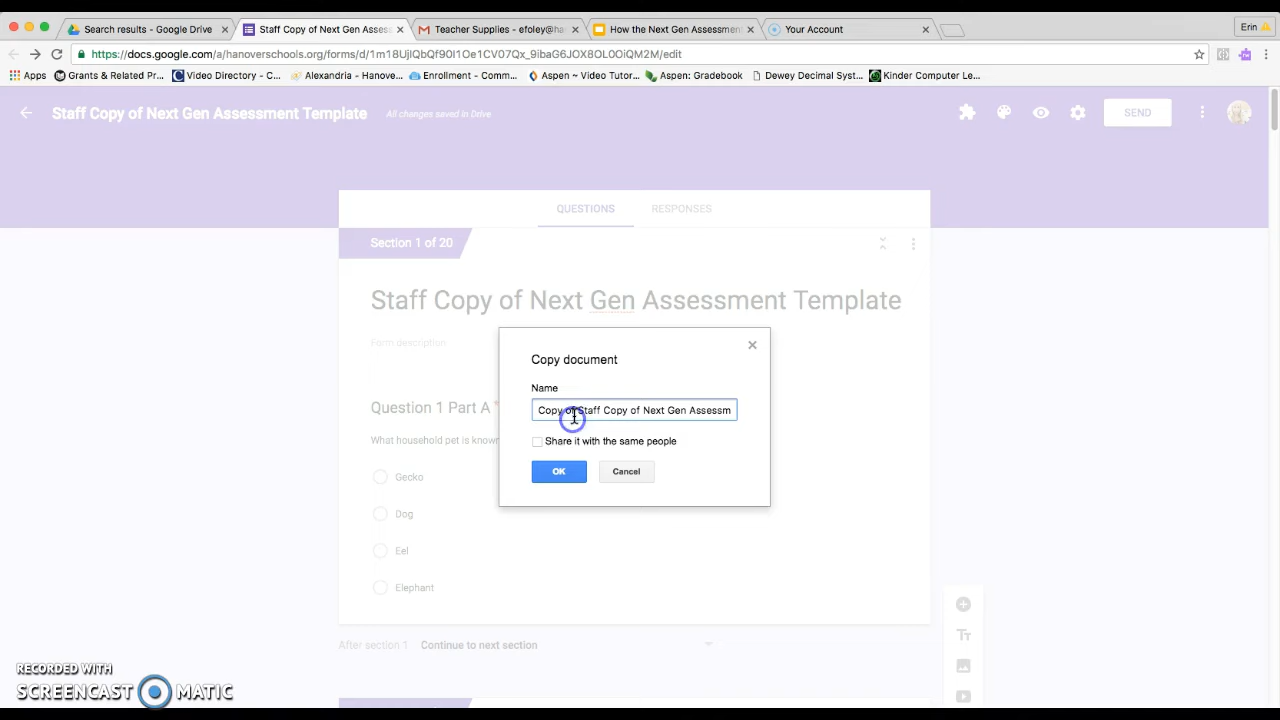 Search results - Google Drive
Staff Copy of Next Gen Asses
Teacher Supplies - efoley@ha
How the Next Gen Assessmen
Your Account
Erin
https://docs.google.com/a/hanoverschools.org/forms/d/1m18UjIQbQf90I1Oe1CV07Qx_9ibaG6JOX8OL0OiQM2M/edit
Apps
Grants & Related Pr...
Video Directory - C...
Alexandria - Hanove...
Enrollment - Comm...
Aspen ~ Video Tutor...
Aspen: Gradebook
Dewey Decimal Syst...
Kinder Computer Le...
Staff Copy of Next Gen Assessment Template
All changes saved in Drive
SEND
QUESTIONS
RESPONSES
Section 1 of 20
Staff Copy of Next Gen Assessment Template
Form description
Copy document
Name
Copy of Staff Copy of Next Gen Assessm
Share it with the same people
OK
Cancel
Question 1 Part A *
What household pet is known
Gecko
Dog
Eel
Elephant
Tт
After section 1 Continue to next section
RECORDED WITH
SCREENCAST MATIC